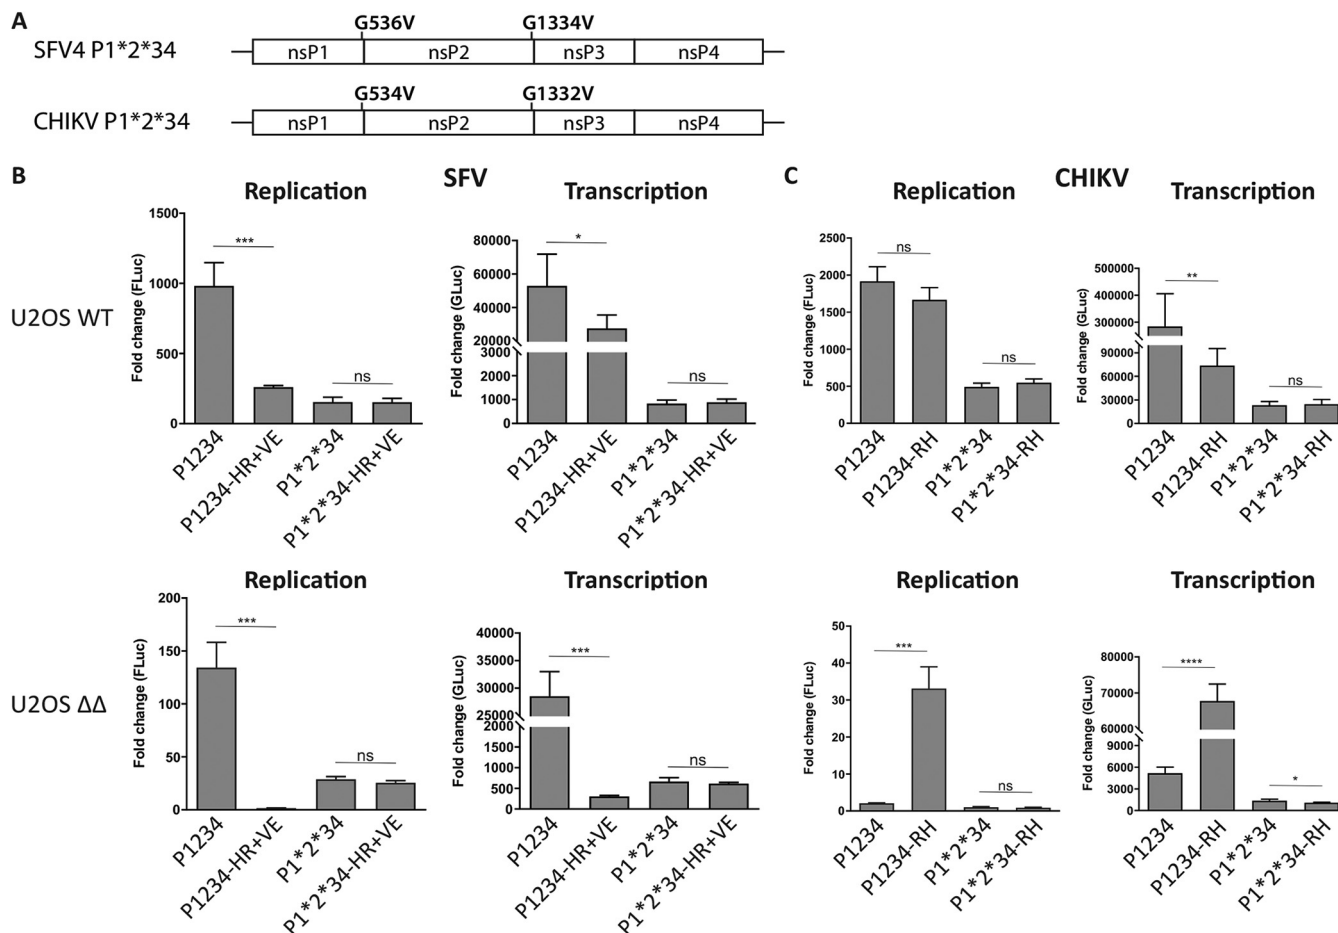 A
G536V G1334V
SFV4 P1*2*34 nsP1 nsP2 nsP3 nsP4
G534V G1332V
CHIKV P1*2*34 nsP1 nsP2 nsP3 nsP4
B SFV C CHIKV
Replication Transcription Replication Transcription
U2OS WT
Fold change (FLuc)
1500
1000
500
0
***
ns
P1234
P1234-HR+VE
P1*2*34
P1*2*34-HR+VE
Fold change (GLuc)
80000
60000
40000
20000
3000
2000
1000
0
*
ns
P1234
P1234-HR+VE
P1*2*34
P1*2*34-HR+VE
Fold change (FLuc)
2500
2000
1500
1000
500
0
ns
ns
P1234
P1234-RH
P1*2*34
P1*2*34-RH
Fold change (GLuc)
500000
400000
300000
90000
60000
30000
0
**
ns
P1234
P1234-RH
P1*2*34
P1*2*34-RH
Replication Transcription Replication Transcription
U2OS ΔΔ
Fold change (FLuc)
200
150
100
50
0
***
ns
P1234
P1234-HR+VE
P1*2*34
P1*2*34-HR+VE
Fold change (GLuc)
40000
35000
30000
25000
2000
1500
1000
500
0
***
ns
P1234
P1234-HR+VE
P1*2*34
P1*2*34-HR+VE
Fold change (FLuc)
50
40
30
20
10
0
***
ns
P1234
P1234-RH
P1*2*34
P1*2*34-RH
Fold change (GLuc)
80000
70000
60000
9000
6000
3000
0
****
*
P1234
P1234-RH
P1*2*34
P1*2*34-RH